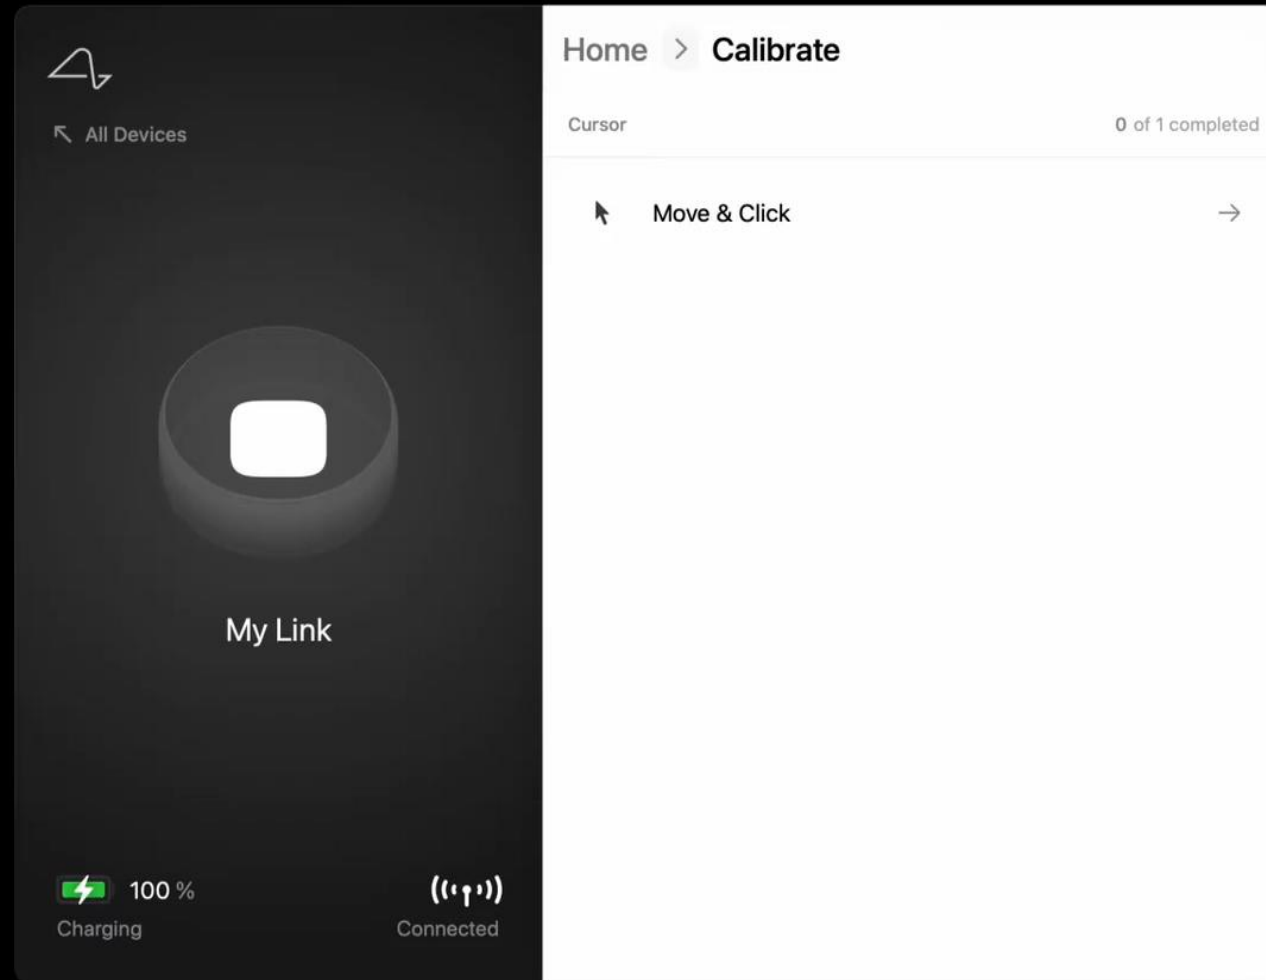 All Devices
My Link
100 %
Charging
Connected
Home > Calibrate
Cursor
0 of 1 completed
Move & Click